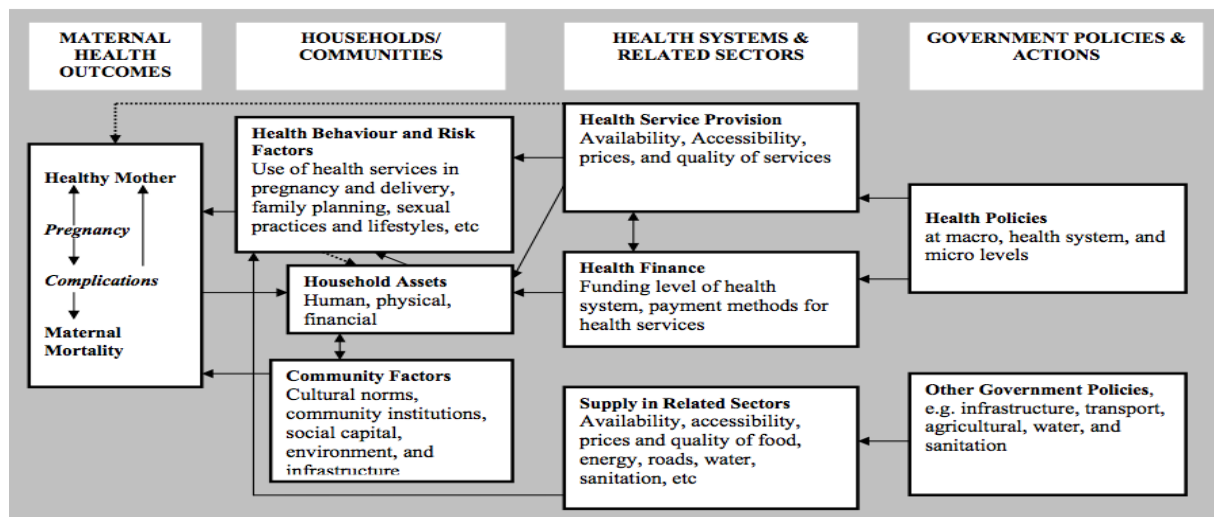 MATERNAL
HEALTH
OUTCOMES
HOUSEHOLDS/
COMMUNITIES
HEALTH SYSTEMS &
RELATED SECTORS
GOVERNMENT POLICIES &
ACTIONS
Healthy Mother
Pregnancy
Complications
Maternal
Mortality
Health Behaviour and Risk
Factors
Use of health services in
pregnancy and delivery,
family planning, sexual
practices and lifestyles, etc
Household Assets
Human, physical,
financial
Community Factors
Cultural norms,
community institutions,
social capital,
environment, and
infrastructure
Health Service Provision
Availability, Accessibility,
prices, and quality of services
Health Finance
Funding level of health
system, payment methods for
health services
Supply in Related Sectors
Availability, accessibility,
prices and quality of food,
energy, roads, water,
sanitation, etc
Health Policies
at macro, health system, and
micro levels
Other Government Policies,
e.g. infrastructure, transport,
agricultural, water, and
sanitation